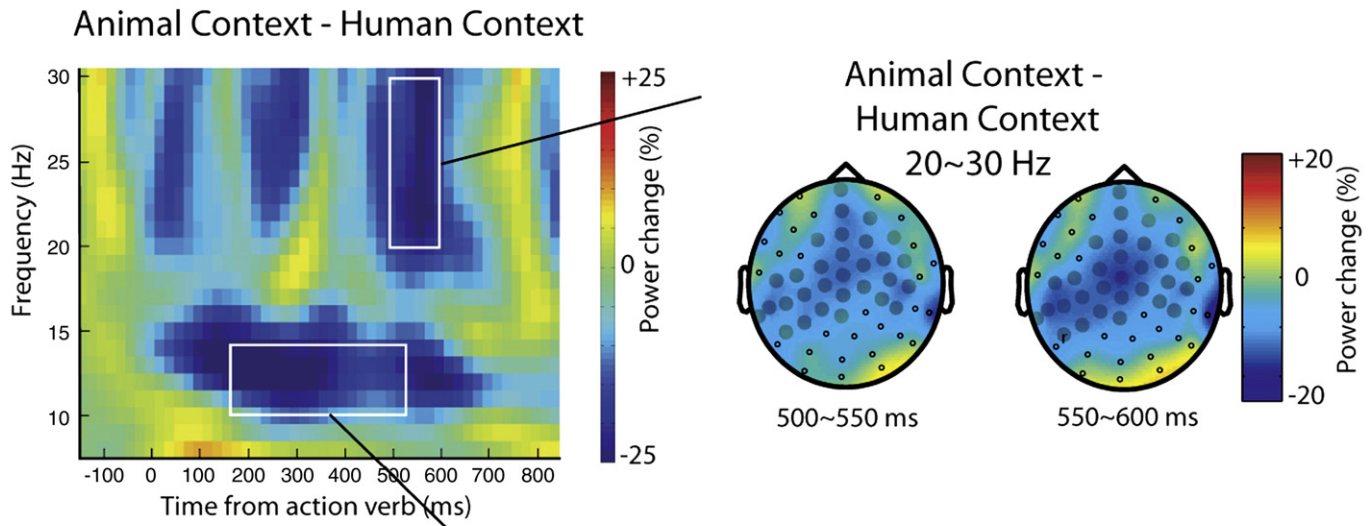 Animal Context - Human Context
30
25
20
15
10
Frequency (Hz)
-100 0 100 200 300 400 500 600 700 800
Time from action verb (ms)
+25
0
-25
Power change (%)
Animal Context -
Human Context
20~30 Hz
500~550 ms
550~600 ms
+20
0
-20
Power change (%)